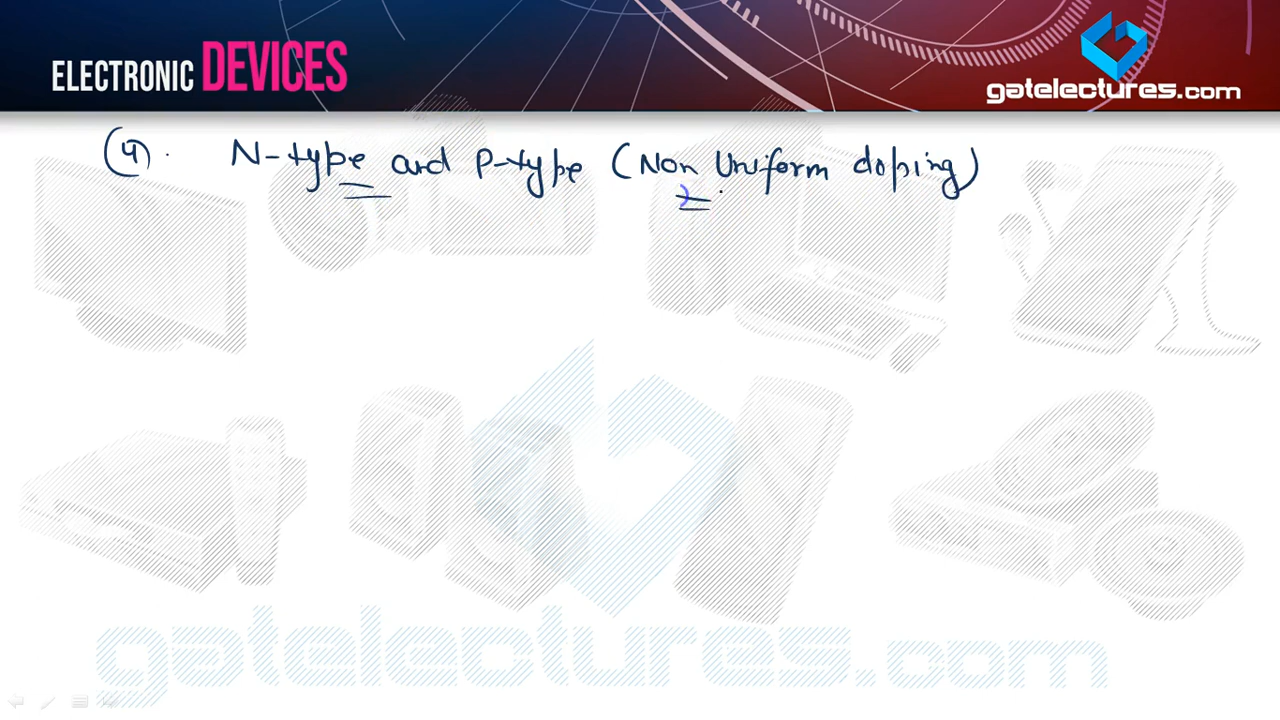 ELECTRONIC DEVICES
gatelectures.com
(4). N-type and P-type (Non Uniform doping)
gatelectures.com